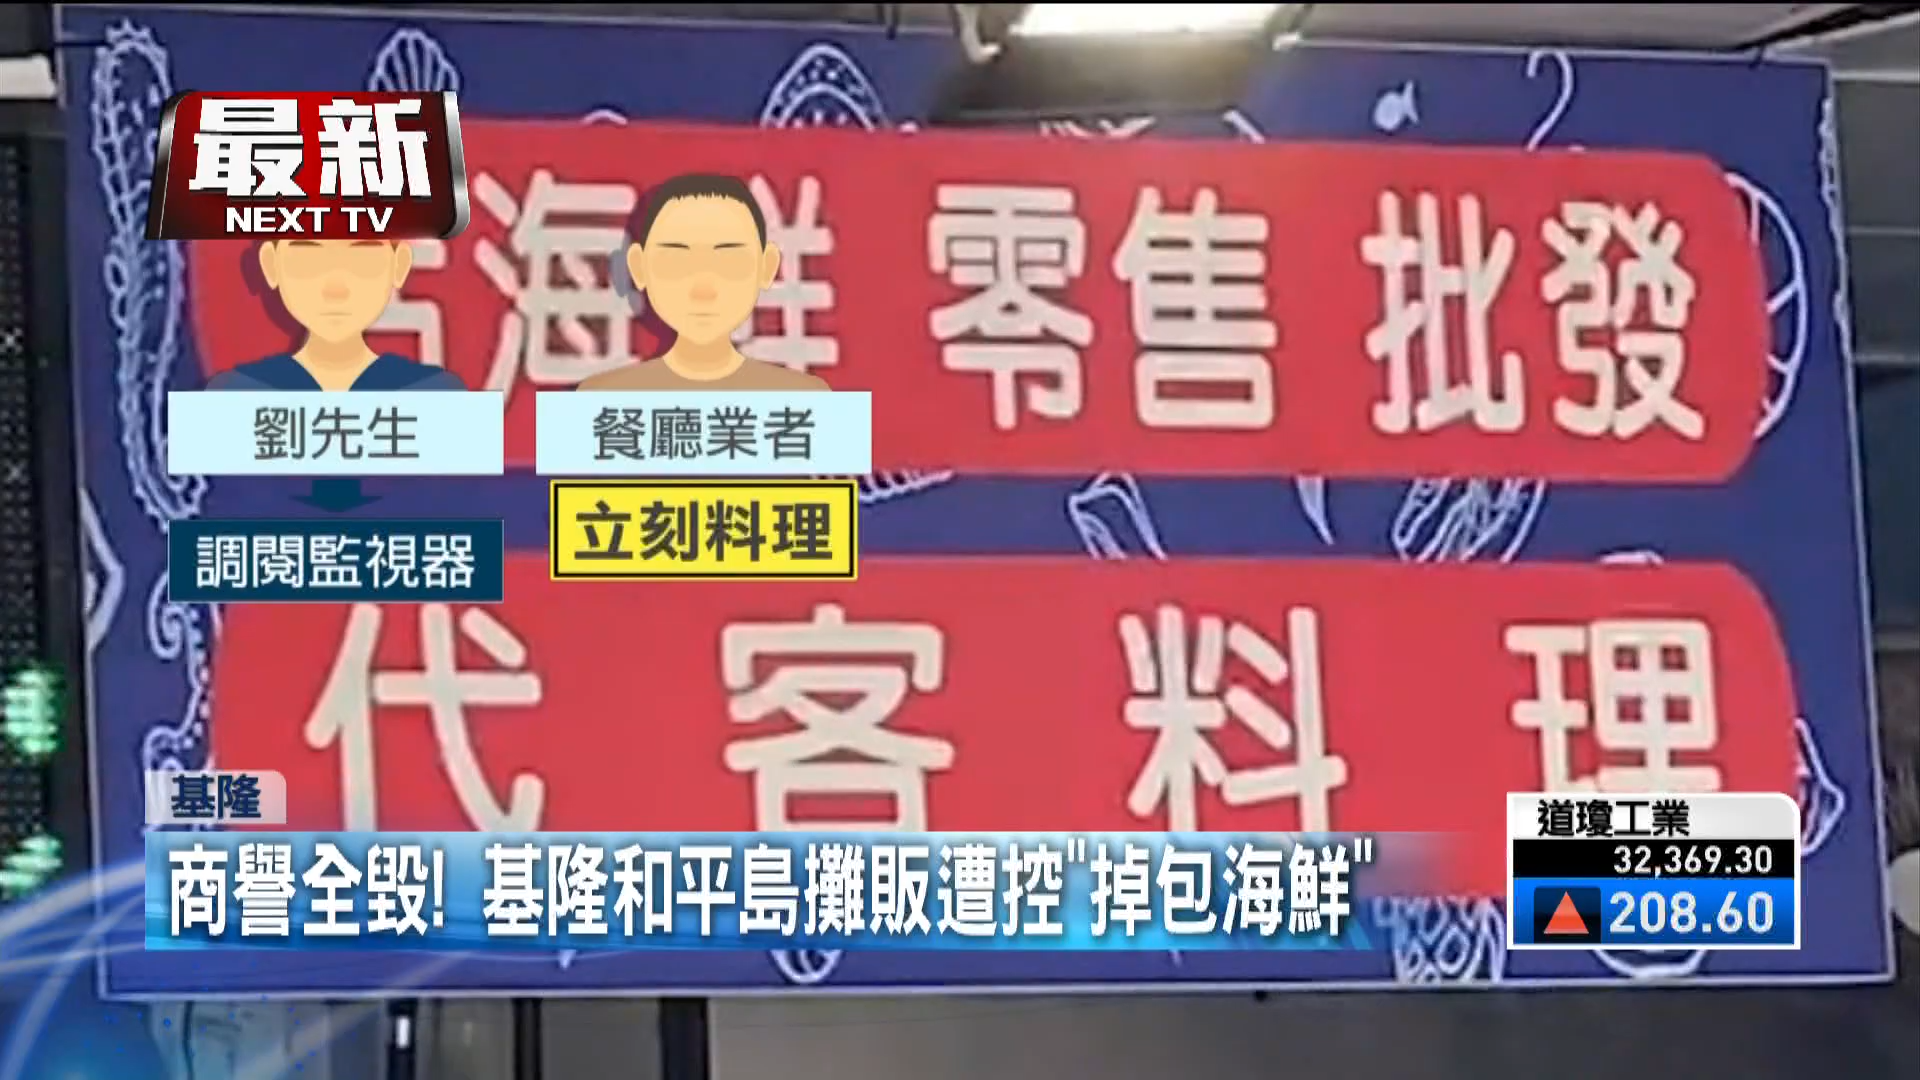 最新
NEXT TV
海鮮 零售 批發
劉先生
餐廳業者
立刻料理
調閱監視器
代客料理
基隆
商譽全毀! 基隆和平島攤販遭控"掉包海鮮"
道瓊工業
32,369.30
208.60